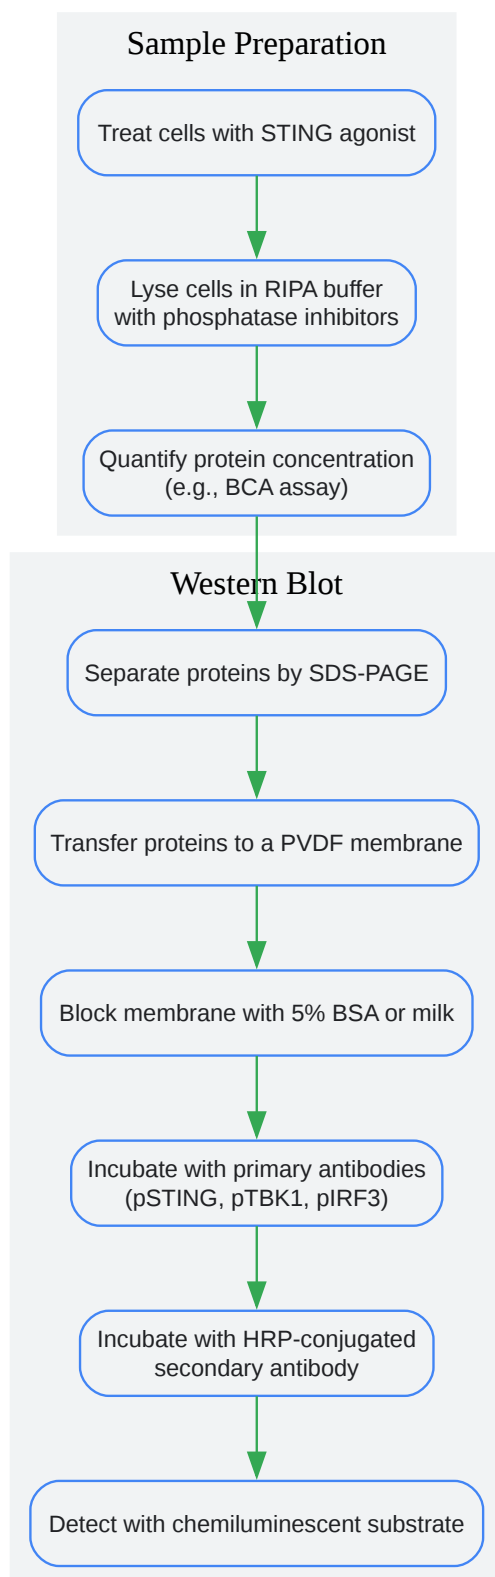 Sample Preparation
Treat cells with STING agonist
Lyse cells in RIPA buffer
with phosphatase inhibitors
Quantify protein concentration
(e.g., BCA assay)
Western Blot
Separate proteins by SDS-PAGE
Transfer proteins to a PVDF membrane
Block membrane with 5% BSA or milk
Incubate with primary antibodies
(pSTING, pTBK1, pIRF3)
Incubate with HRP-conjugated
secondary antibody
Detect with chemiluminescent substrate